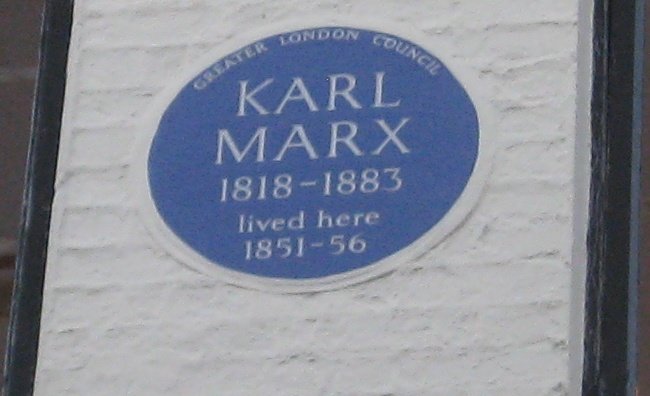 GREATER LONDON COUNCIL
KARL
MARX
1818-1883
lived here
1851-56